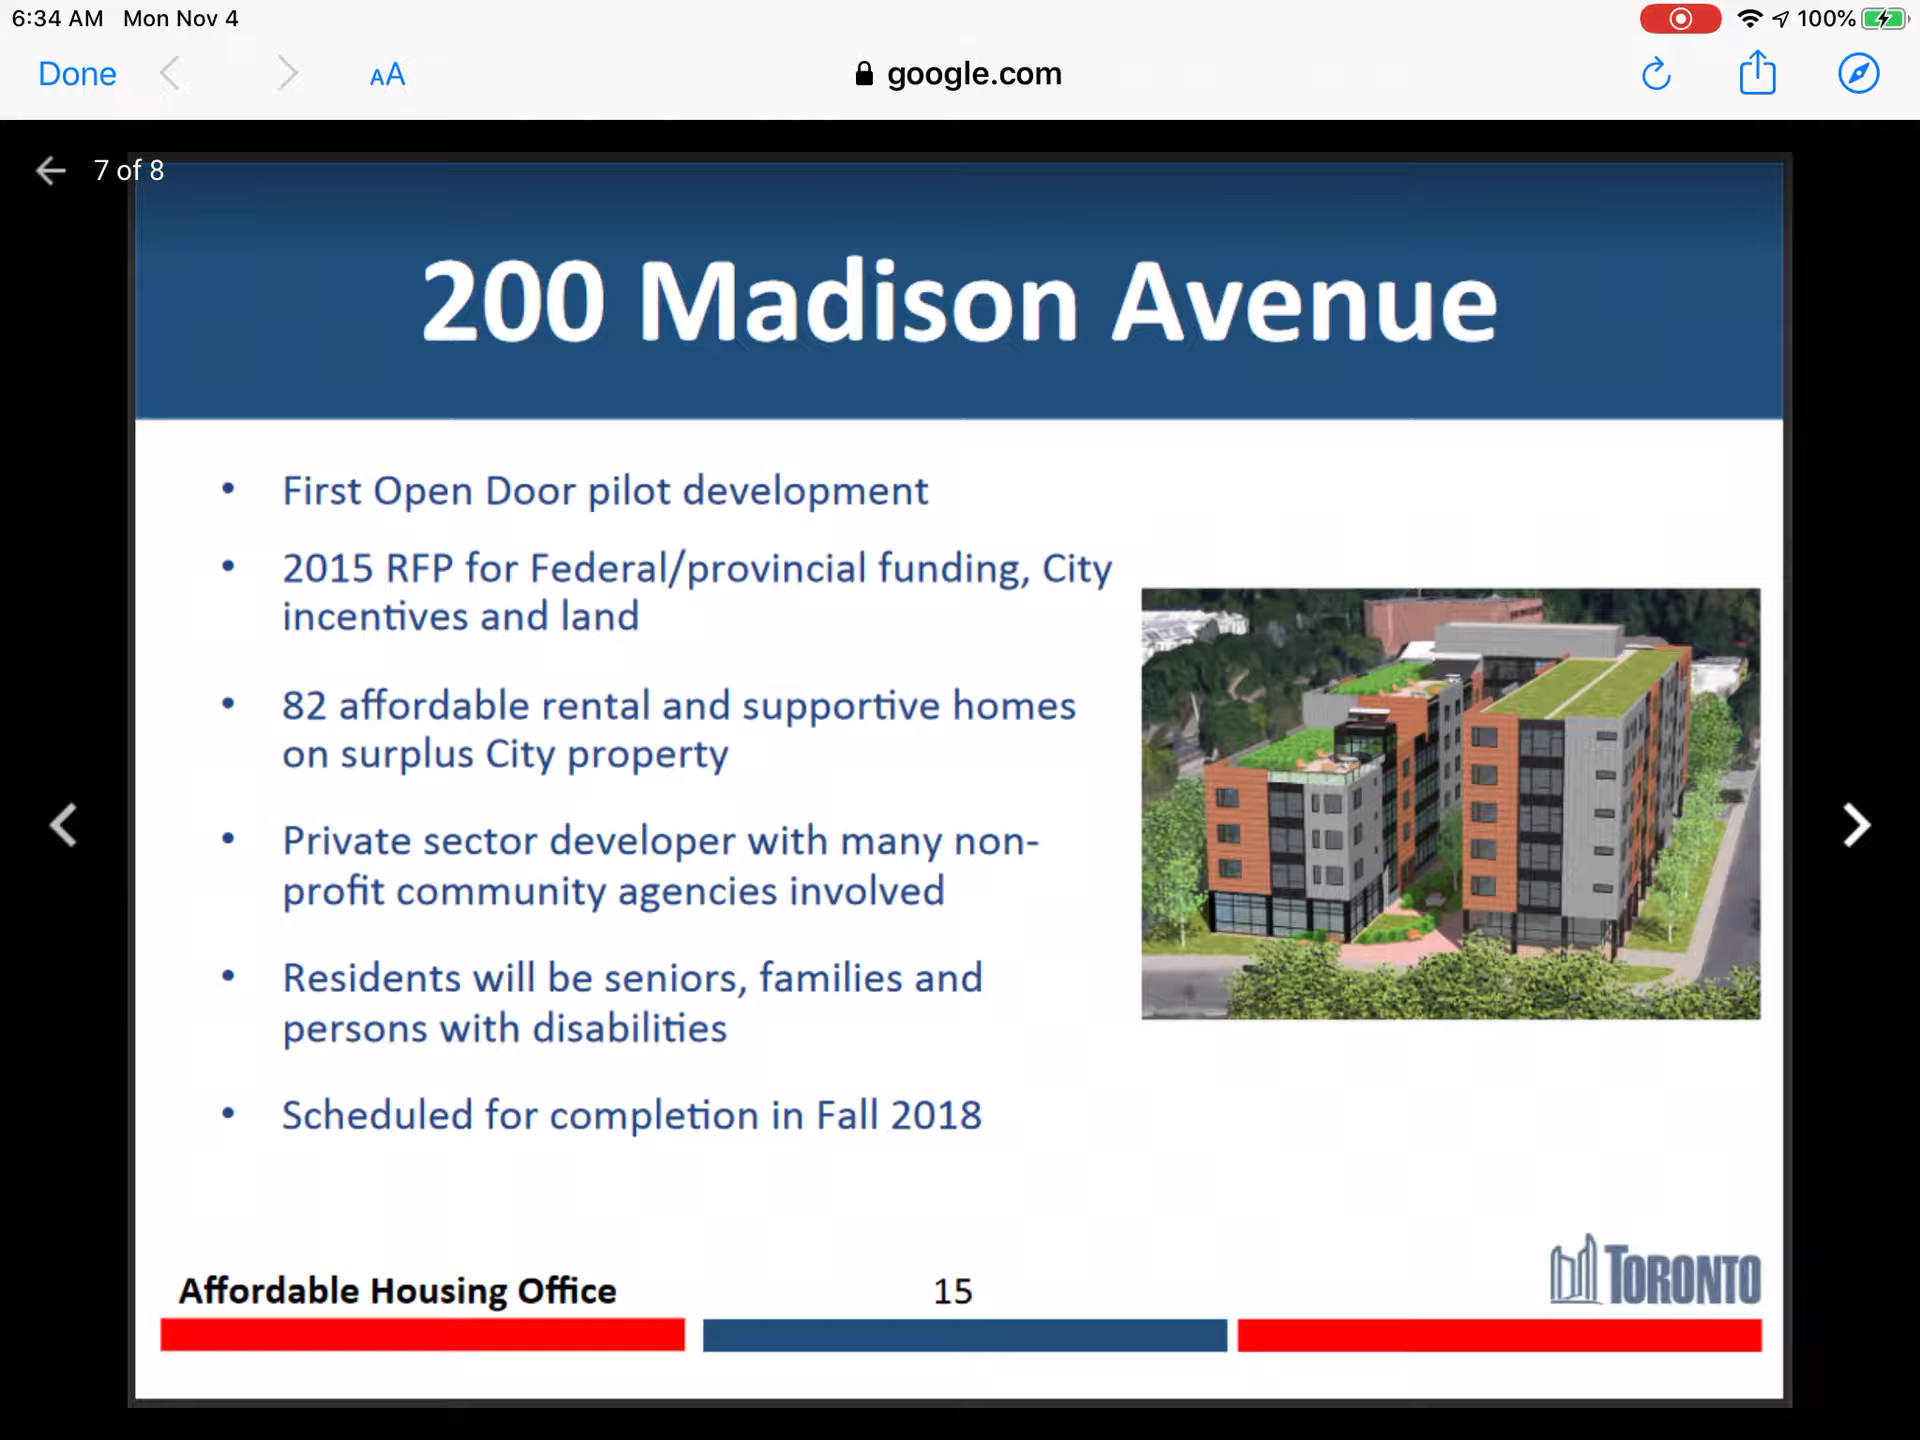 6:34 AM Mon Nov 4
100%
Done
AA
google.com
7 of 8
200 Madison Avenue
• First Open Door pilot development
• 2015 RFP for Federal/provincial funding, City
incentives and land
• 82 affordable rental and supportive homes
on surplus City property
• Private sector developer with many non-
profit community agencies involved
• Residents will be seniors, families and
persons with disabilities
• Scheduled for completion in Fall 2018
Affordable Housing Office
15
TORONTO